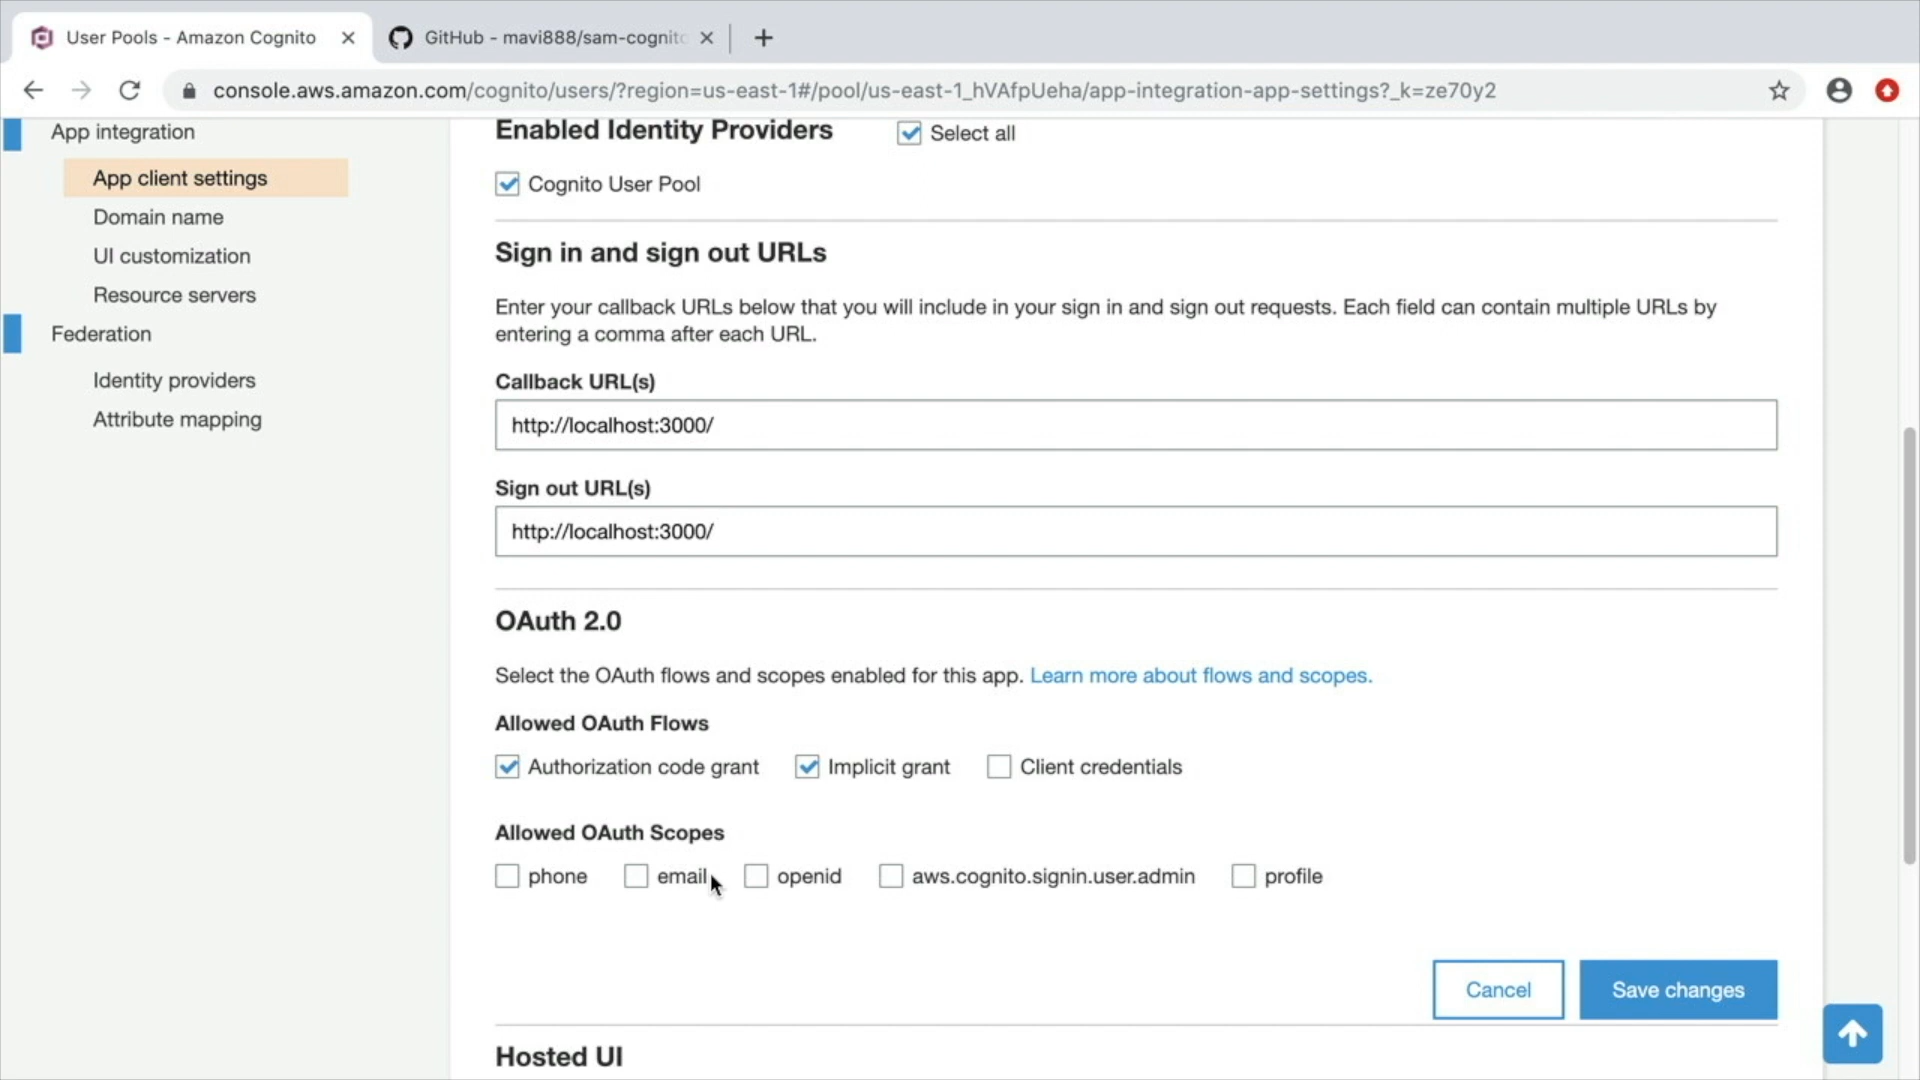 User Pools - Amazon Cognito
GitHub - mavi888/sam-cognito
console.aws.amazon.com/cognito/users/?region=us-east-1#/pool/us-east-1_hVAfpUeha/app-integration-app-settings?_k=ze70y2
App integration
App client settings
Domain name
UI customization
Resource servers
Federation
Identity providers
Attribute mapping
Enabled Identity Providers
Select all
Cognito User Pool
Sign in and sign out URLs
Enter your callback URLs below that you will include in your sign in and sign out requests. Each field can contain multiple URLs by
entering a comma after each URL.
Callback URL(s)
http://localhost:3000/
Sign out URL(s)
http://localhost:3000/
OAuth 2.0
Select the OAuth flows and scopes enabled for this app. Learn more about flows and scopes.
Allowed OAuth Flows
Authorization code grant Implicit grant Client credentials
Allowed OAuth Scopes
phone email openid aws.cognito.signin.user.admin profile
Cancel Save changes
Hosted UI